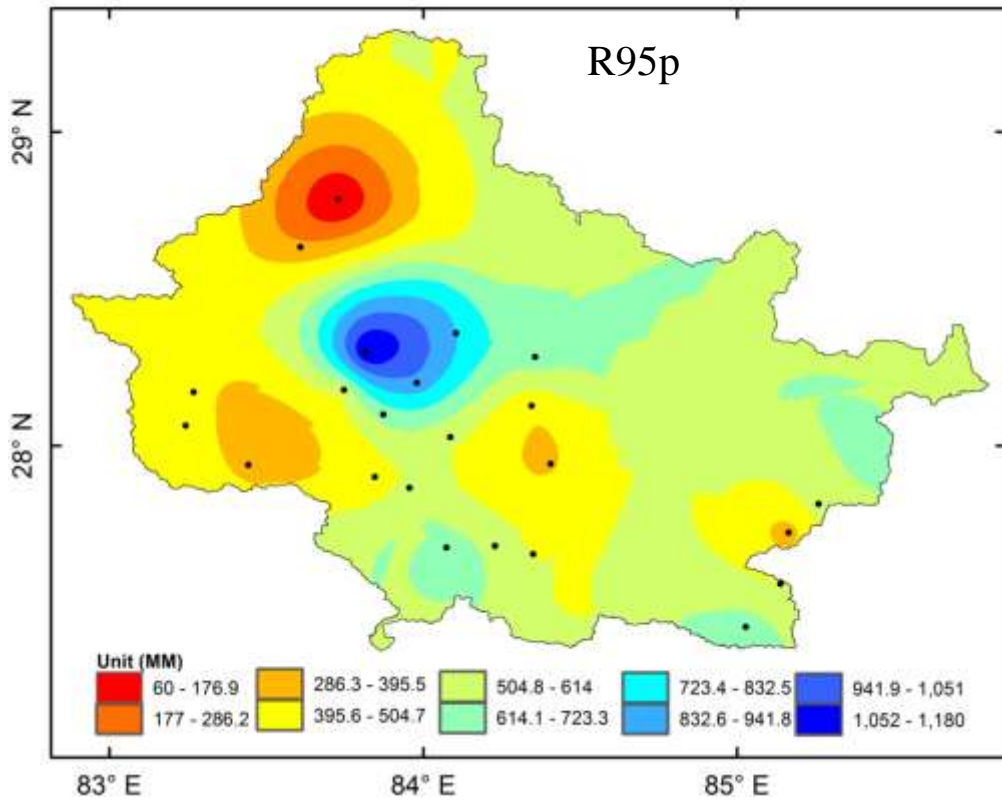 R95p
29° N
28° N
Unit (MM)
60 - 176.9
286.3 - 395.5
504.8 - 614
723.4 - 832.5
941.9 - 1,051
177 - 286.2
395.6 - 504.7
614.1 - 723.3
832.6 - 941.8
1,052 - 1,180
83° E
84° E
85° E